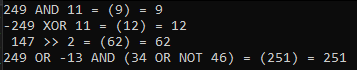 249 AND 11 = (9) = 9
-249 XOR 11 = (12) = 12
147 >> 2 = (62) = 62
249 OR -13 AND (34 OR NOT 46) = (251) = 251